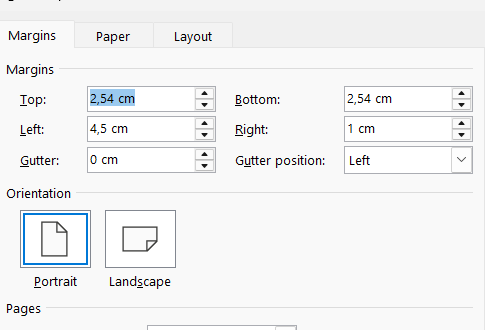 Margins Paper Layout
Margins
Top: 2,54 cm Bottom: 2,54 cm
Left: 4,5 cm Right: 1 cm
Gutter: 0 cm Gutter position: Left
Orientation
Portrait Landscape
Pages